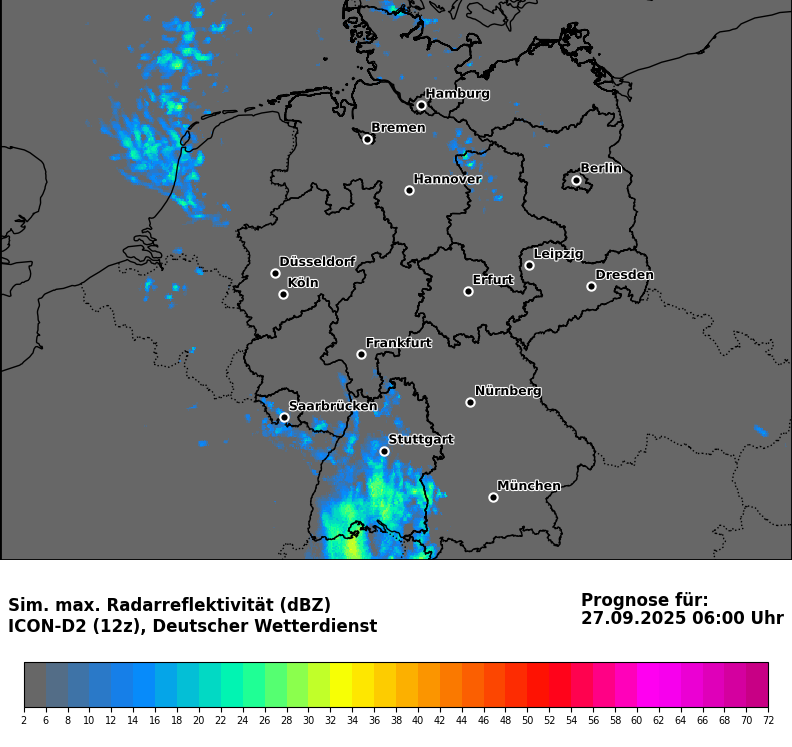 Hamburg
Bremen
Hannover
Berlin
Düsseldorf
Köln
Leipzig
Erfurt
Dresden
Frankfurt
Nürnberg
Saarbrücken
Stuttgart
München
Sim. max. Radarreflektivität (dBZ)
ICON-D2 (12z), Deutscher Wetterdienst
Prognose für:
27.09.2025 06:00 Uhr
2 6 8 10 12 14 16 18 20 22 24 26 28 30 32 34 36 38 40 42 44 46 48 50 52 54 56 58 60 62 64 66 68 70 72